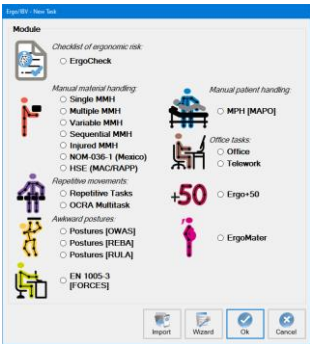 Ergo/IBV - New Task
Module
Checklist of ergonomic risk:
ErgoCheck
Manual material handling:
Single MMH
Multiple MMH
Variable MMH
Sequential MMH
Injured MMH
NOM-036-1 (Mexico)
HSE (MAC/RAPP)
Repetitive movements:
Repetitive Tasks
OCRA Multitask
Awkward postures:
Postures [OWAS]
Postures [REBA]
Postures [RULA]
EN 1005-3
[FORCES]
Manual patient handling:
MPH [MAPO]
Office tasks:
Office
Telework
+50
Ergo+50
ErgoMater
Import
Wizard
Ok
Cancel